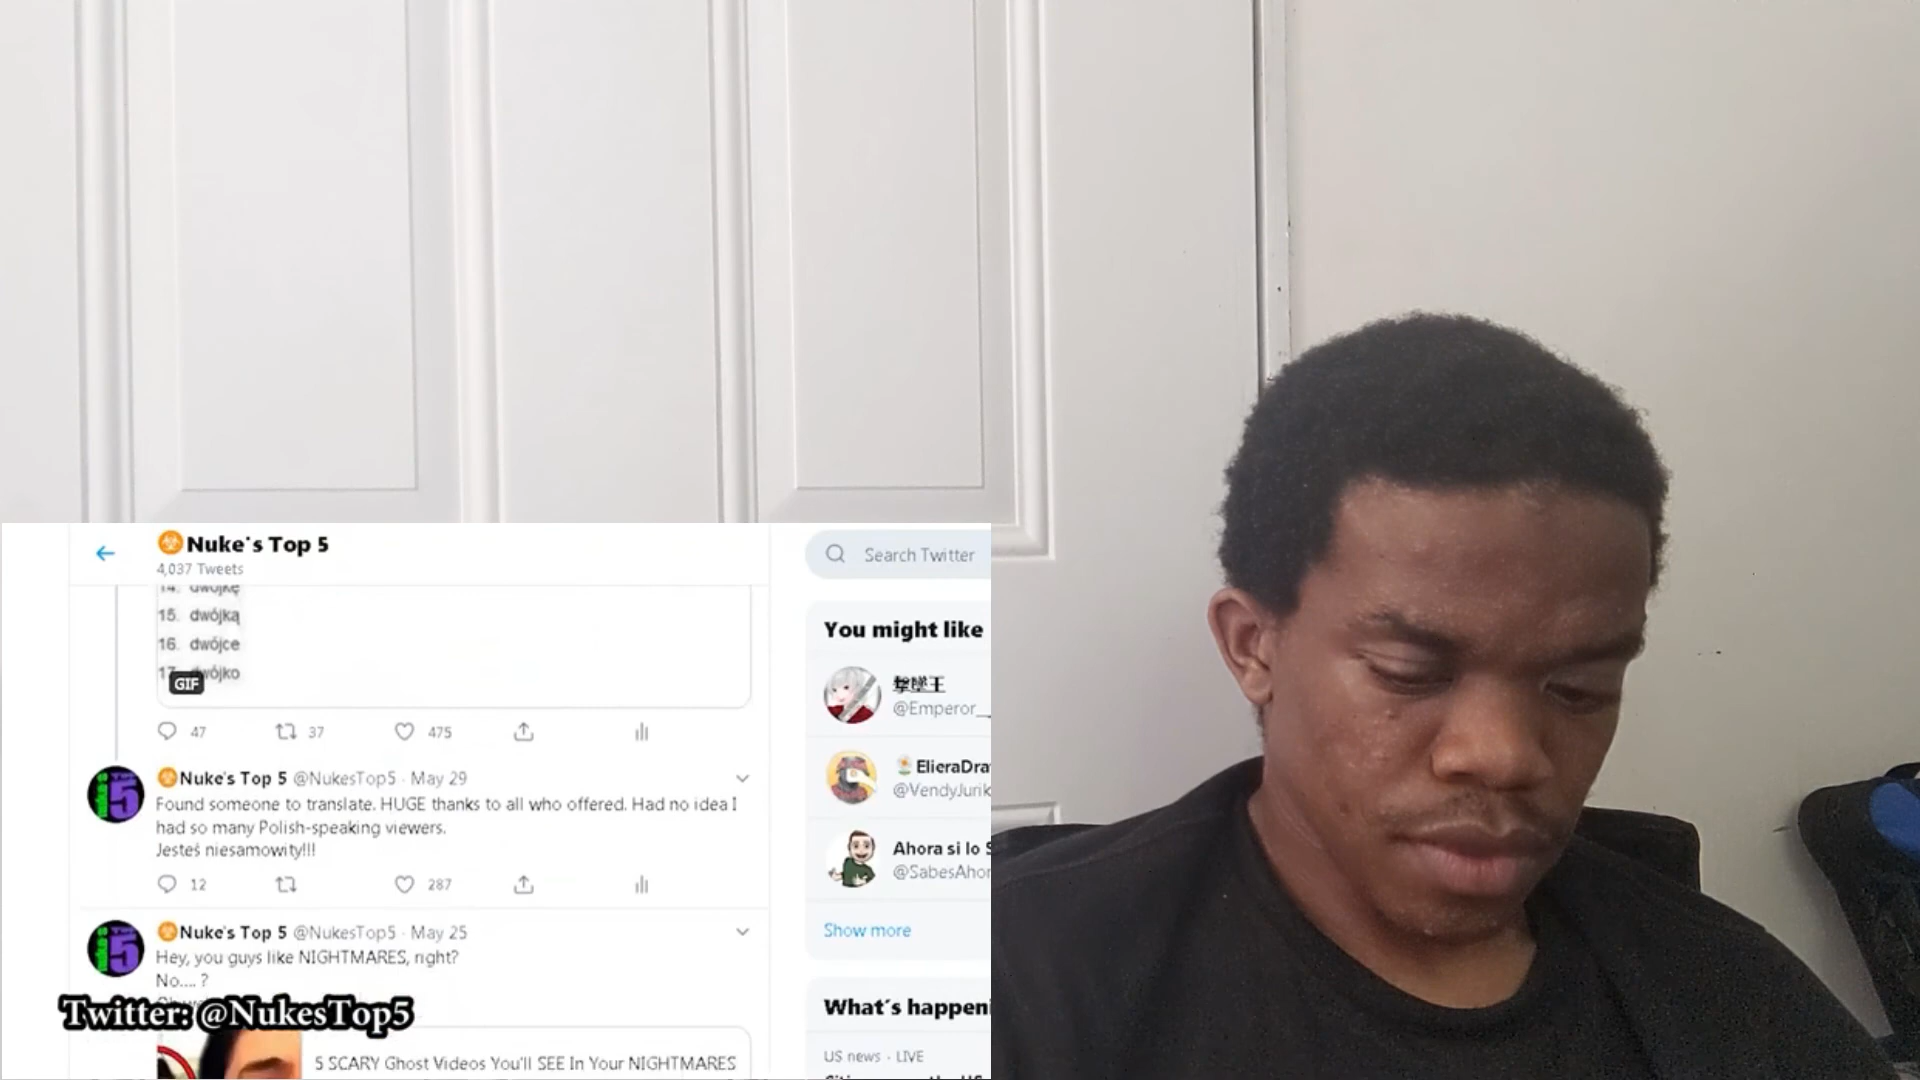 Nuke's Top 5
4,037 Tweets
14. dwójkę
15. dwójką
16. dwójce
17. dwójko
GIF
47 37 475
Nuke's Top 5 @NukesTop5 · May 29
Found someone to translate. HUGE thanks to all who offered. Had no idea I
had so many Polish-speaking viewers.
Jesteś niesamowity!!!
12 287
Nuke's Top 5 @NukesTop5 · May 25
Hey, you guys like NIGHTMARES, right?
No.... ?
Twitter: @NukesTop5
5 SCARY Ghost Videos You'll SEE In Your NIGHTMARES
Search Twitter
You might like
@Emperor_
ElieraDra
@VendyJurik
Ahora si lo S
@SabesAhor
Show more
What's happeni
US news · LIVE